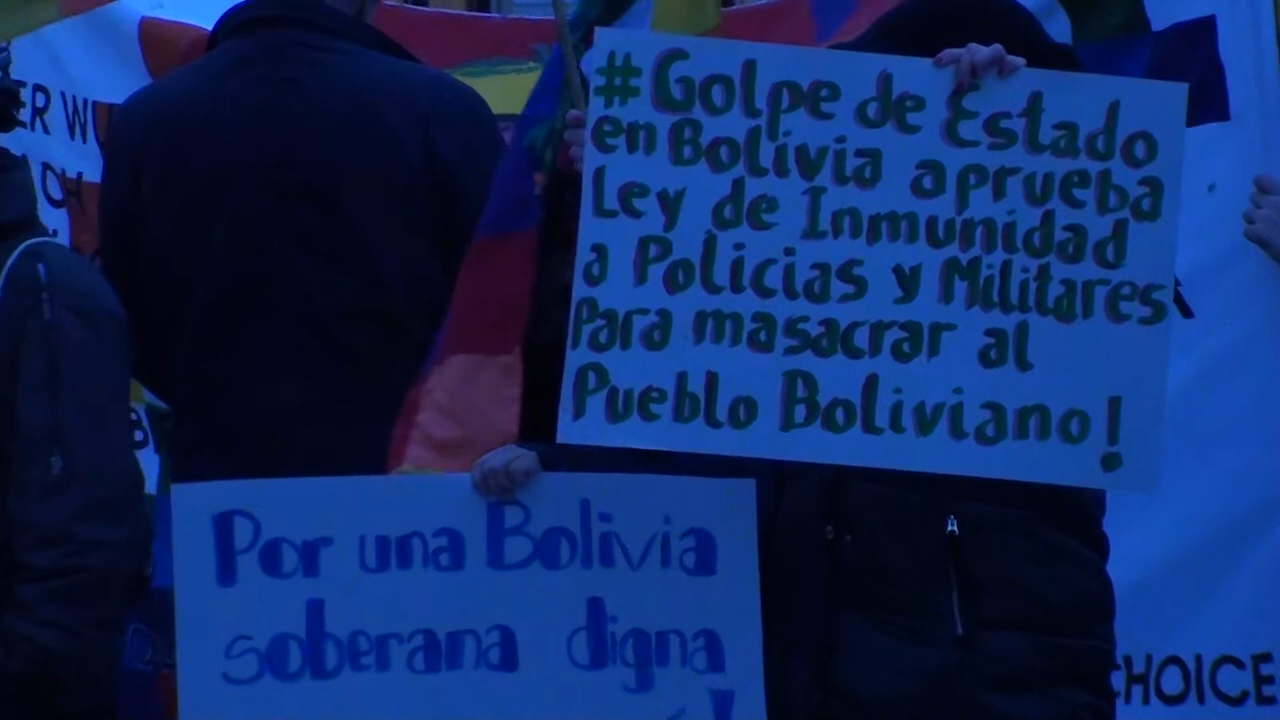 #Golpe de Estado
en Bolivia aprueba
Ley de Inmunidad
a Policias y Militares
Para masacrar al
Pueblo Boliviano!
Por una Bolivia
soberana digna
CHOICE